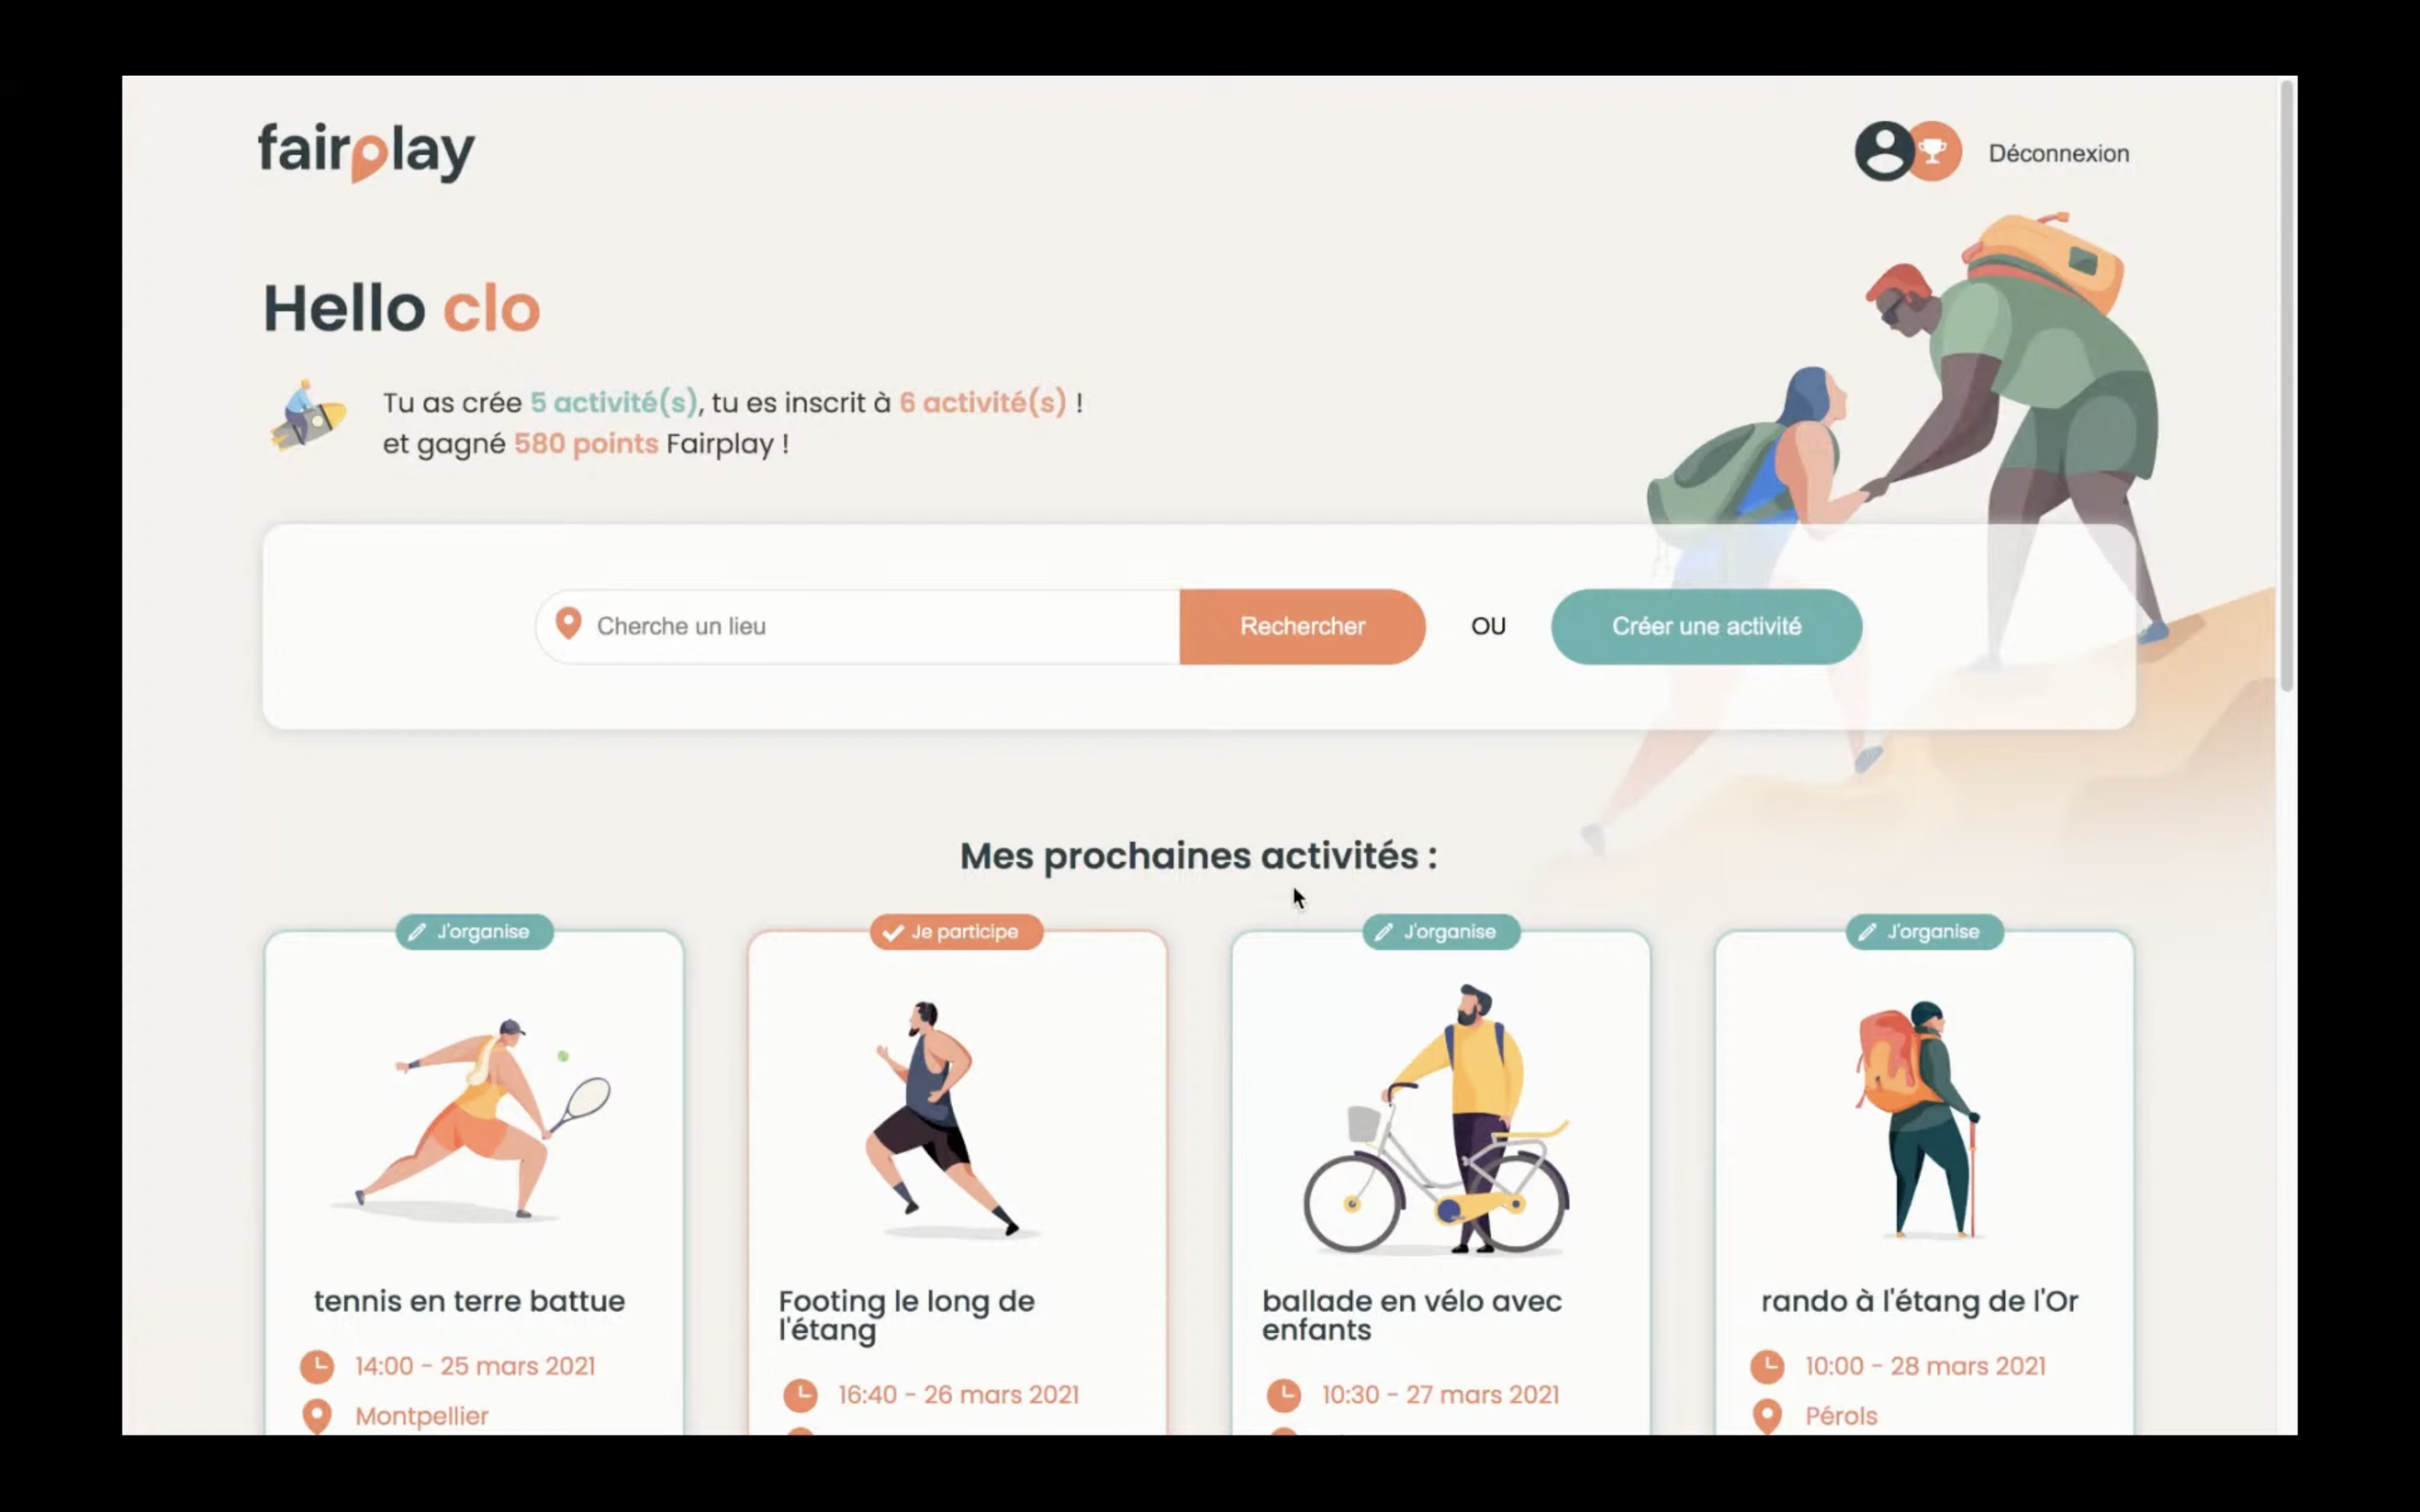 fairplay
Déconnexion
Hello clo
Tu as crée 5 activité(s), tu es inscrit à 6 activité(s) !
et gagné 580 points Fairplay !
Cherche un lieu
Rechercher
OU
Créer une activité
Mes prochaines activités :
J'organise
tennis en terre battue
14:00 - 25 mars 2021
Montpellier
Je participe
Footing le long de
l'étang
16:40 - 26 mars 2021
J'organise
ballade en vélo avec
enfants
10:30 - 27 mars 2021
J'organise
rando à l'étang de l'Or
10:00 - 28 mars 2021
Pérols